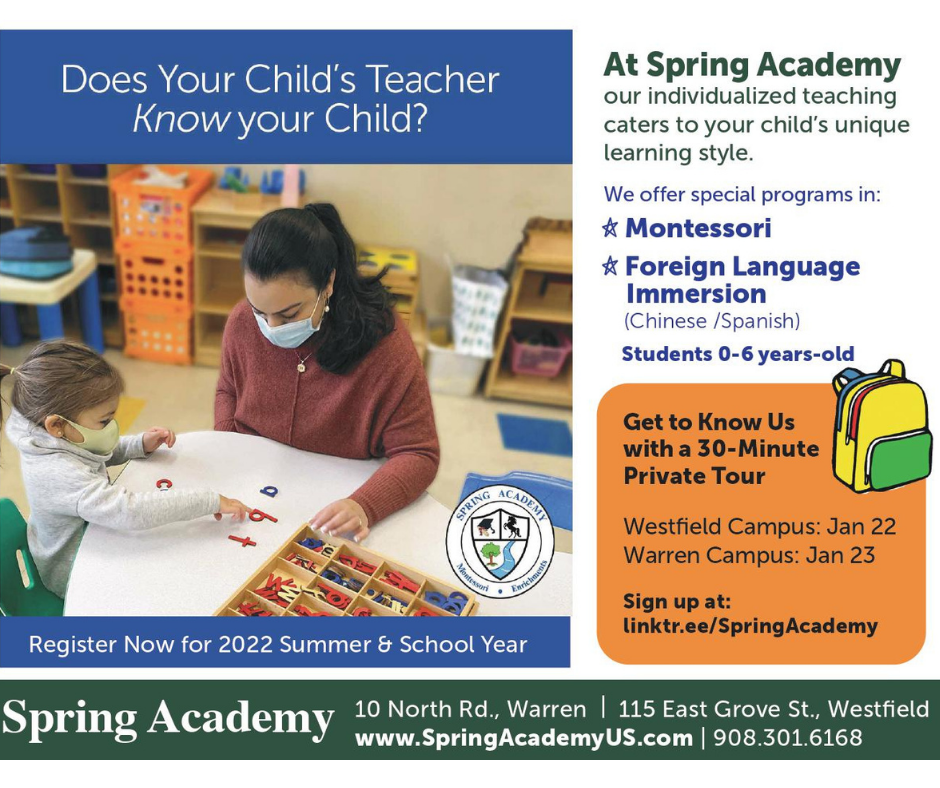 Does Your Child's Teacher
Know your Child?
At Spring Academy
our individualized teaching
caters to your child's unique
learning style.
We offer special programs in:
Montessori
Foreign Language
Immersion
(Chinese /Spanish)
Students 0-6 years-old
Get to Know Us
with a 30-Minute
Private Tour
Westfield Campus: Jan 22
Warren Campus: Jan 23
Sign up at:
linktr.ee/SpringAcademy
c
a
b
t
SPRING ACADEMY
Montessori • Enrichments
Register Now for 2022 Summer & School Year
Spring Academy
10 North Rd., Warren | 115 East Grove St., Westfield
www.SpringAcademyUS.com | 908.301.6168